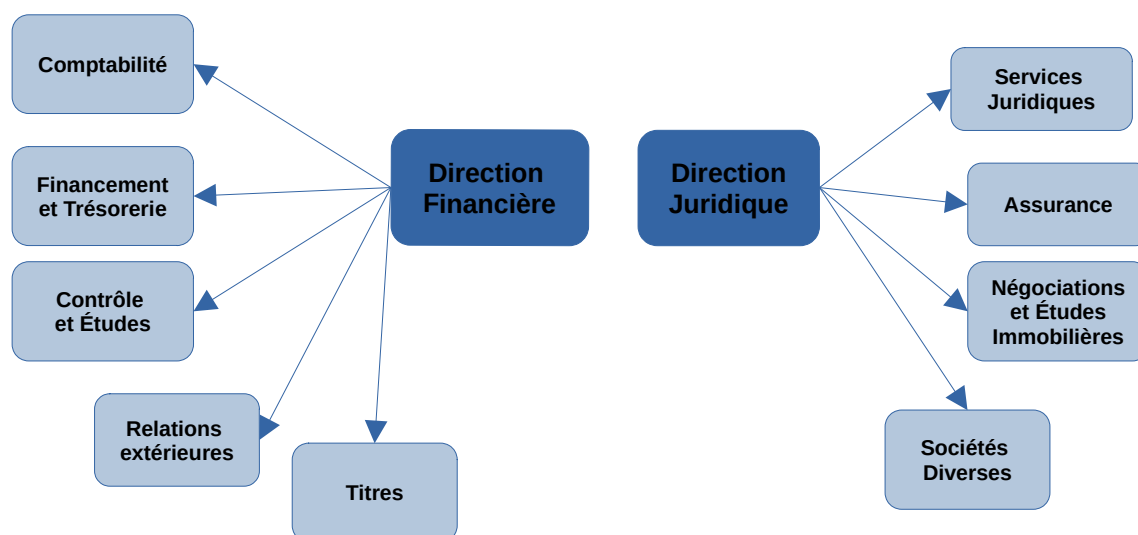 Comptabilité
Financement
et Trésorerie
Contrôle
et Études
Relations
extérieures
Titres
Direction
Financière
Direction
Juridique
Services
Juridiques
Assurance
Négociations
et Études
Immobilières
Sociétés
Diverses